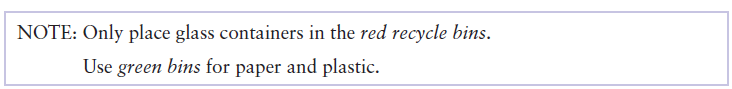 NOTE: Only place glass containers in the red recycle bins.
Use green bins for paper and plastic.